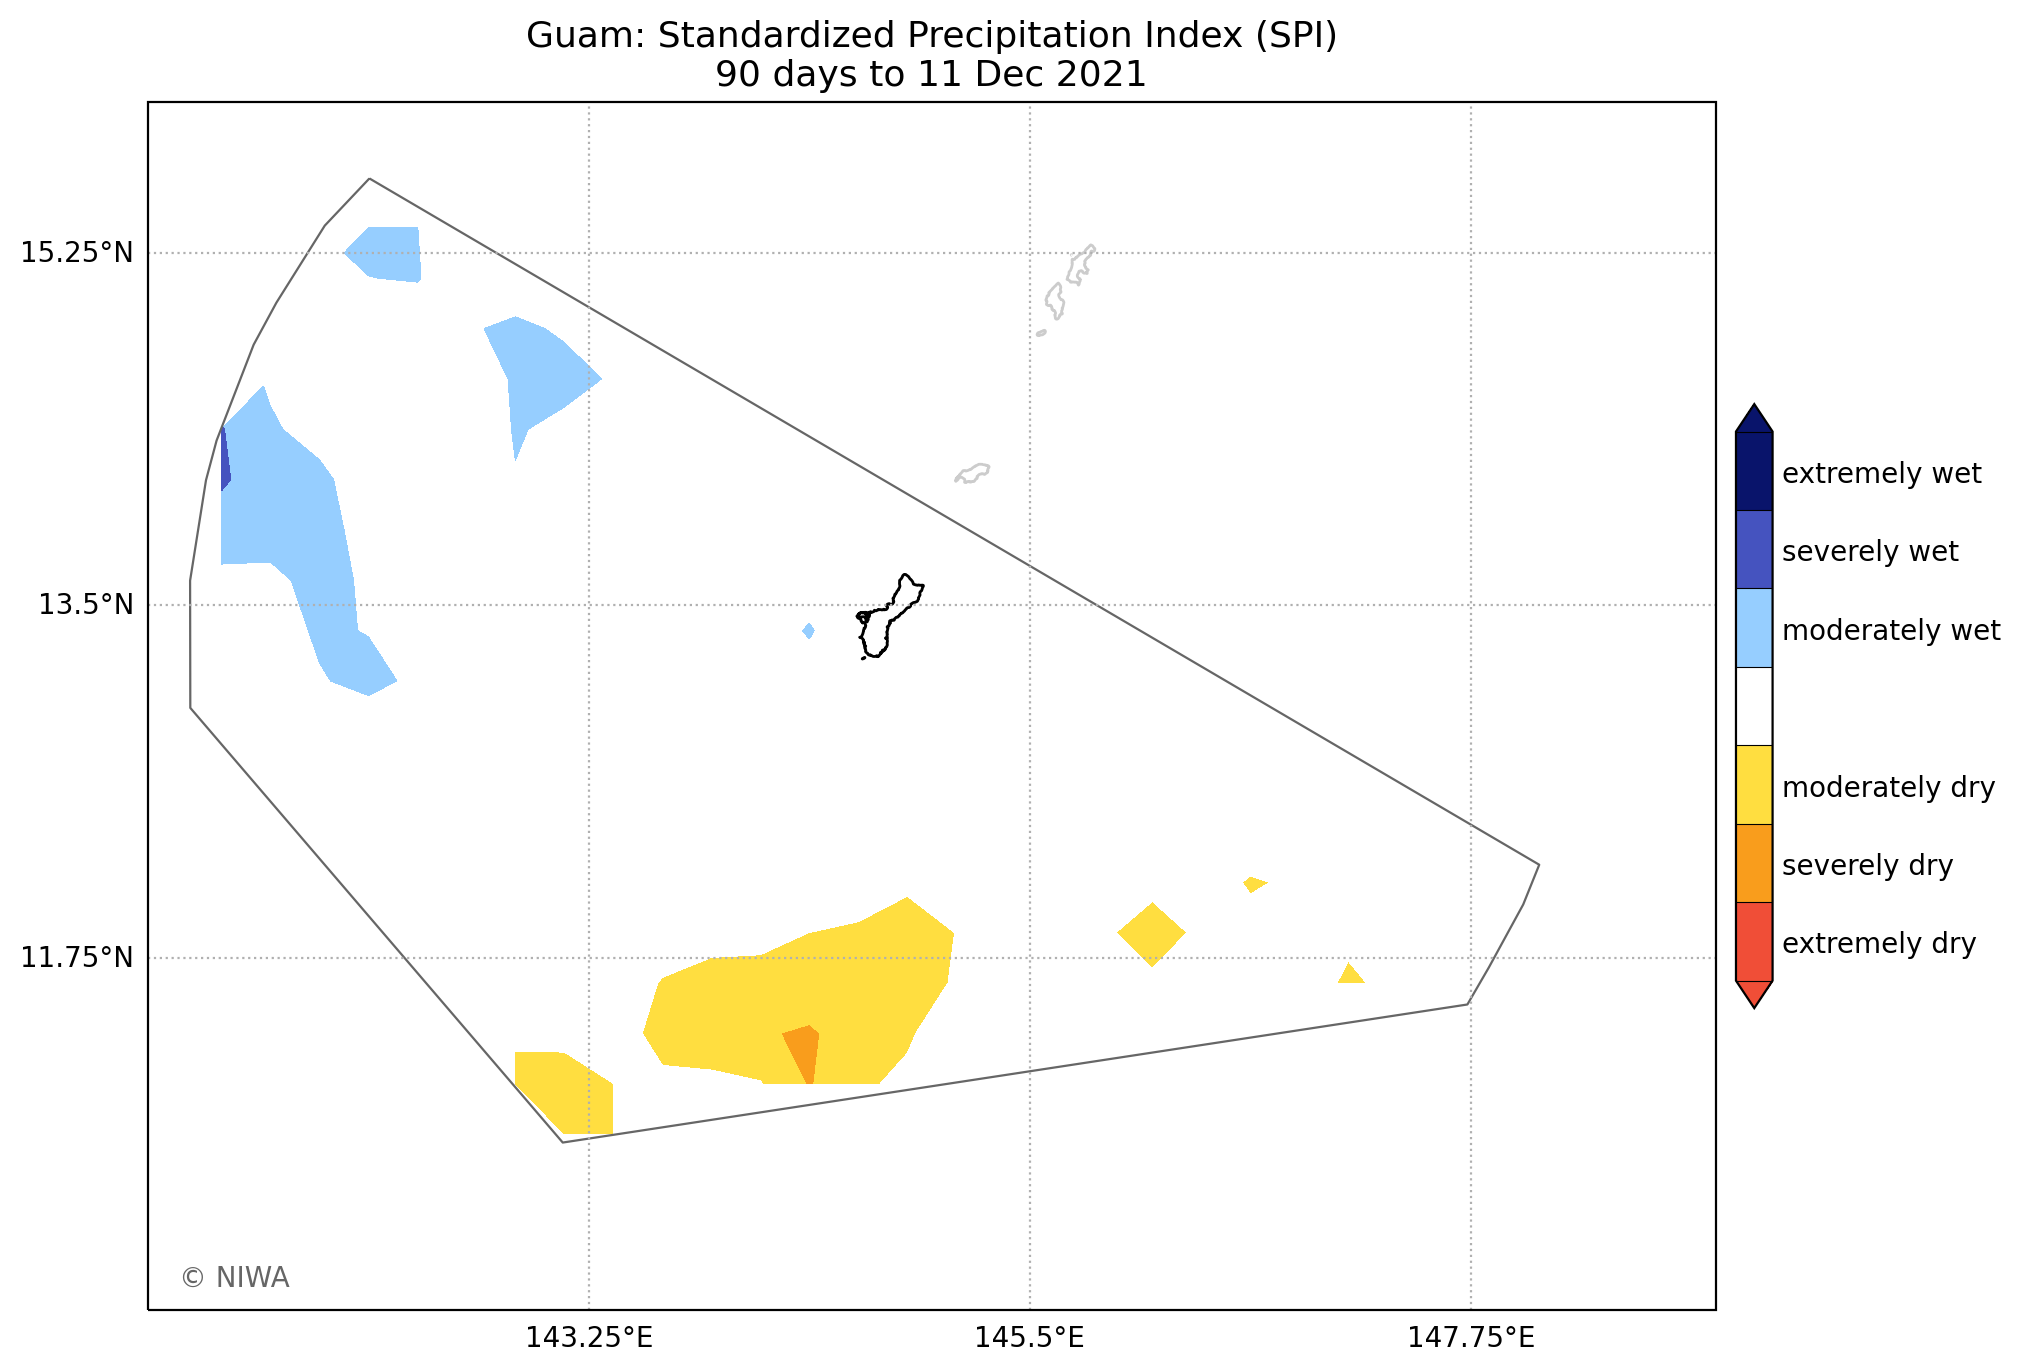 Guam: Standardized Precipitation Index (SPI)
90 days to 11 Dec 2021
15.25°N
13.5°N
11.75°N
143.25°E
145.5°E
147.75°E
extremely wet
severely wet
moderately wet
moderately dry
severely dry
extremely dry
© NIWA